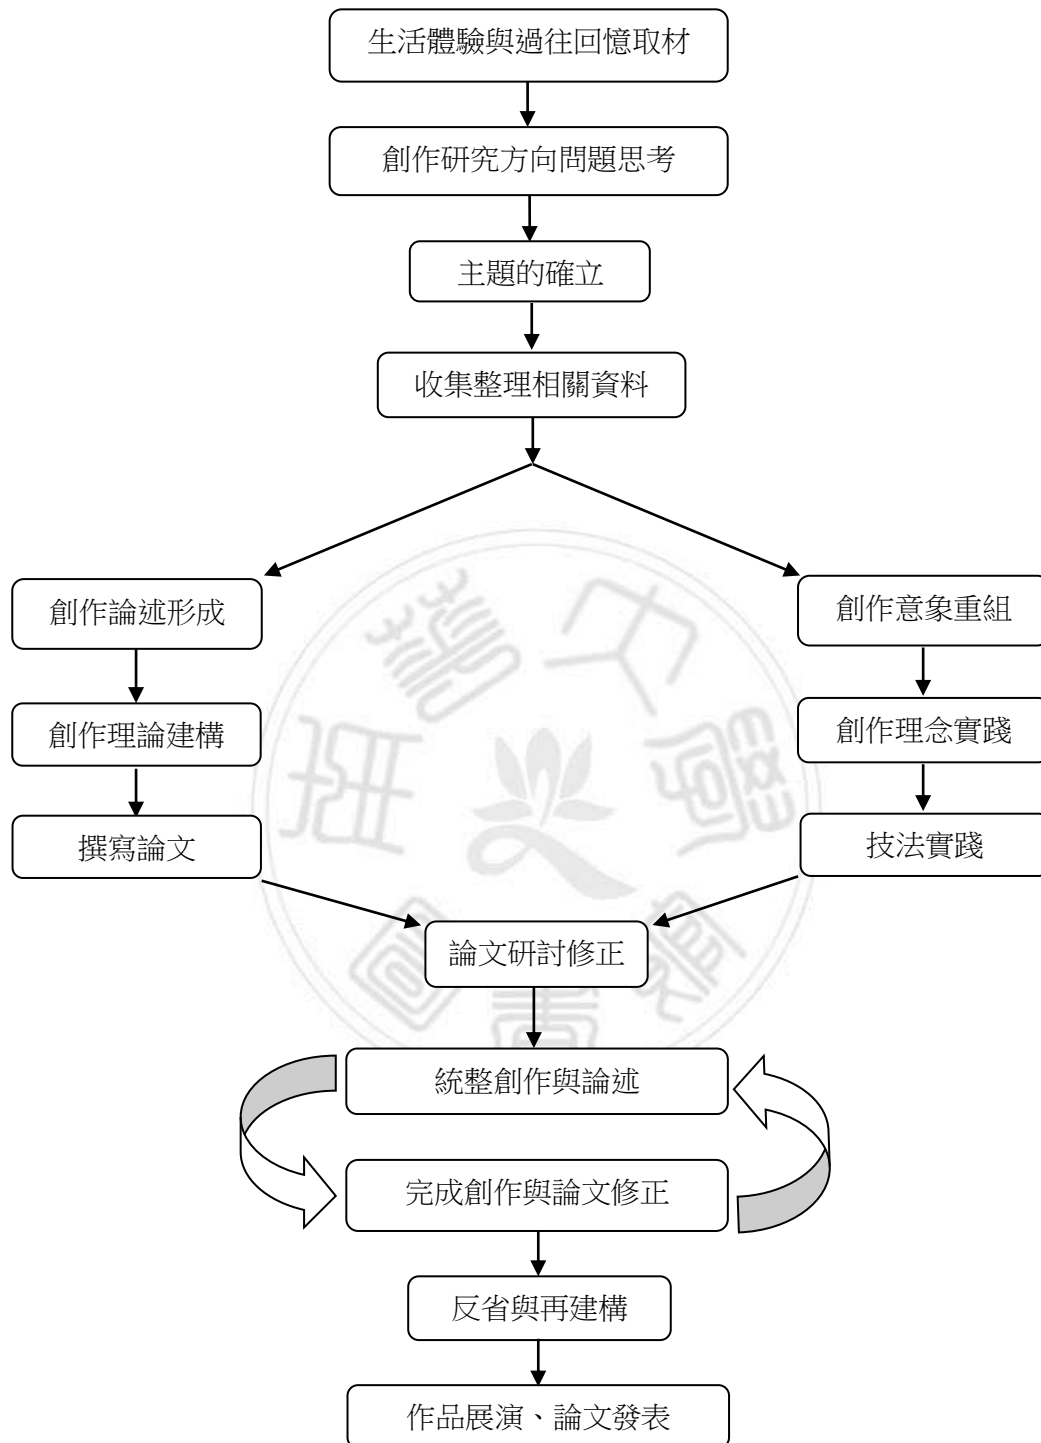 生活體驗與過往回憶取材
創作研究方向問題思考
主題的確立
收集整理相關資料
創作論述形成
創作意象重組
創作理論建構
創作理念實踐
撰寫論文
技法實踐
論文研討修正
統整創作與論述
完成創作與論文修正
反省與再建構
作品展演、論文發表